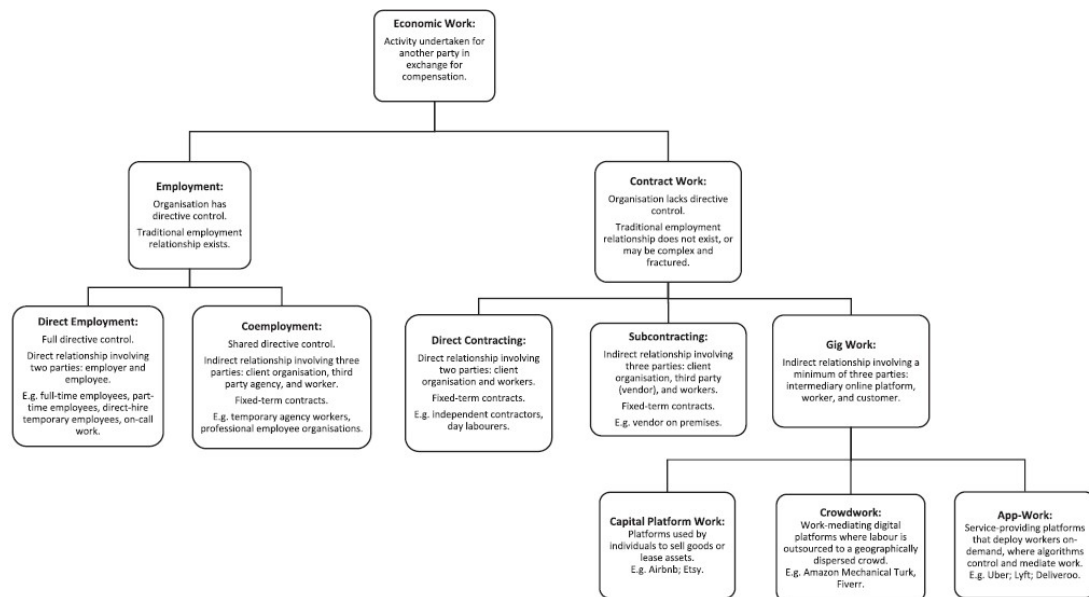 Economic Work:
Activity undertaken for
another party in
exchange for
compensation.
Employment:
Organisation has
directive control.
Traditional employment
relationship exists.
Contract Work:
Organisation lacks directive
control.
Traditional employment
relationship does not exist, or
may be complex and
fractured.
Direct Employment:
Full directive control.
Direct relationship involving
two parties: employer and
employee.
E.g. full-time employees, part-
time employees, direct-hire
temporary employees, on-call
work.
Coemployment:
Shared directive control.
Indirect relationship involving three
parties: client organisation, third
party agency, and worker.
Fixed-term contracts.
E.g. temporary agency workers,
professional employee organisations.
Direct Contracting:
Direct relationship involving
two parties: client
organisation and workers.
Fixed-term contracts.
E.g. independent contractors,
day labourers.
Subcontracting:
Indirect relationship involving
three parties: client
organisation, third party
(vendor), and workers.
Fixed-term contracts.
E.g. vendor on premises.
Gig Work:
Indirect relationship involving a
minimum of three parties:
intermediary online platform,
worker, and customer.
Capital Platform Work:
Platforms used by
individuals to sell goods or
lease assets.
E.g. Airbnb; Etsy.
Crowdwork:
Work-mediating digital
platforms where labour is
outsourced to a geographically
dispersed crowd.
E.g. Amazon Mechanical Turk,
Fiverr.
App-Work:
Service-providing platforms
that deploy workers on-
demand, where algorithms
control and mediate work.
E.g. Uber; Lyft; Deliveroo.